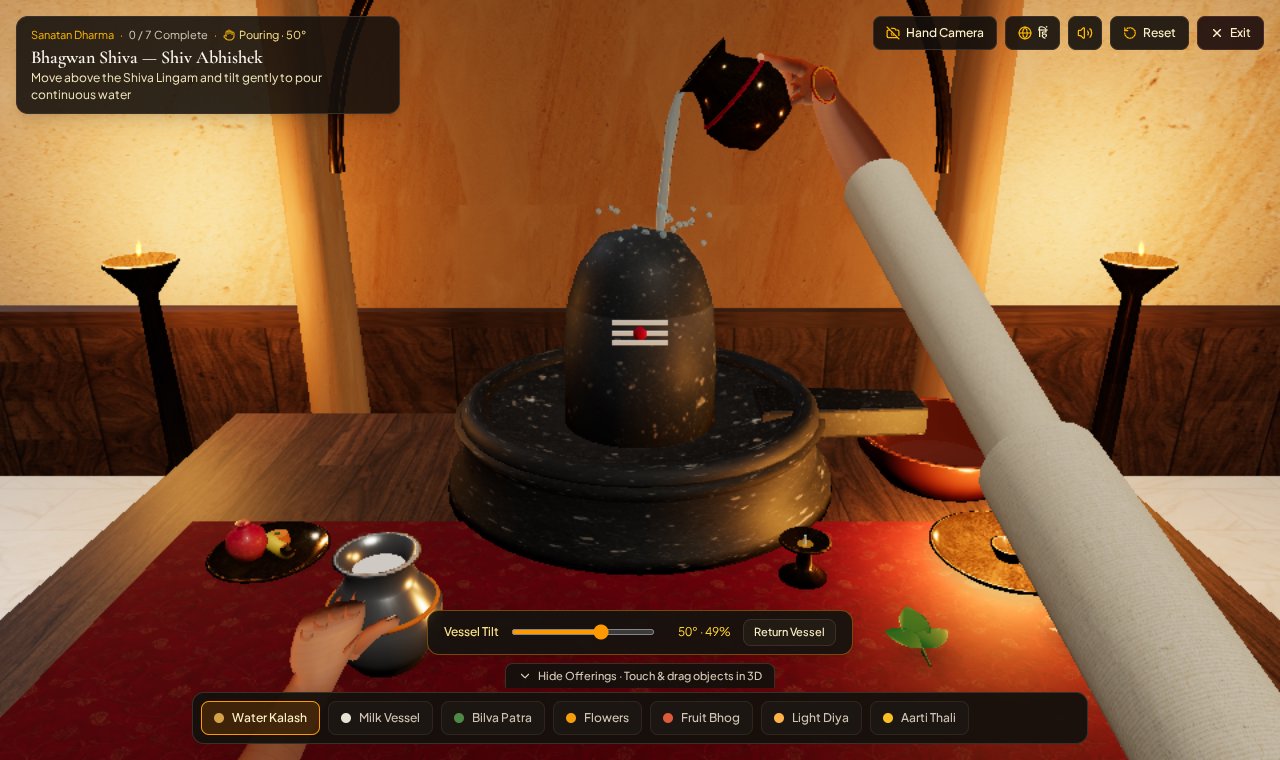 Sanatan Dharma · 0 / 7 Complete · Pouring · 50°
Bhagwan Shiva — Shiv Abhishek
Move above the Shiva Lingam and tilt gently to pour
continuous water
Hand Camera
हिं
Reset
Exit
Vessel Tilt
50° · 49%
Return Vessel
Hide Offerings · Touch & drag objects in 3D
Water Kalash
Milk Vessel
Bilva Patra
Flowers
Fruit Bhog
Light Diya
Aarti Thali